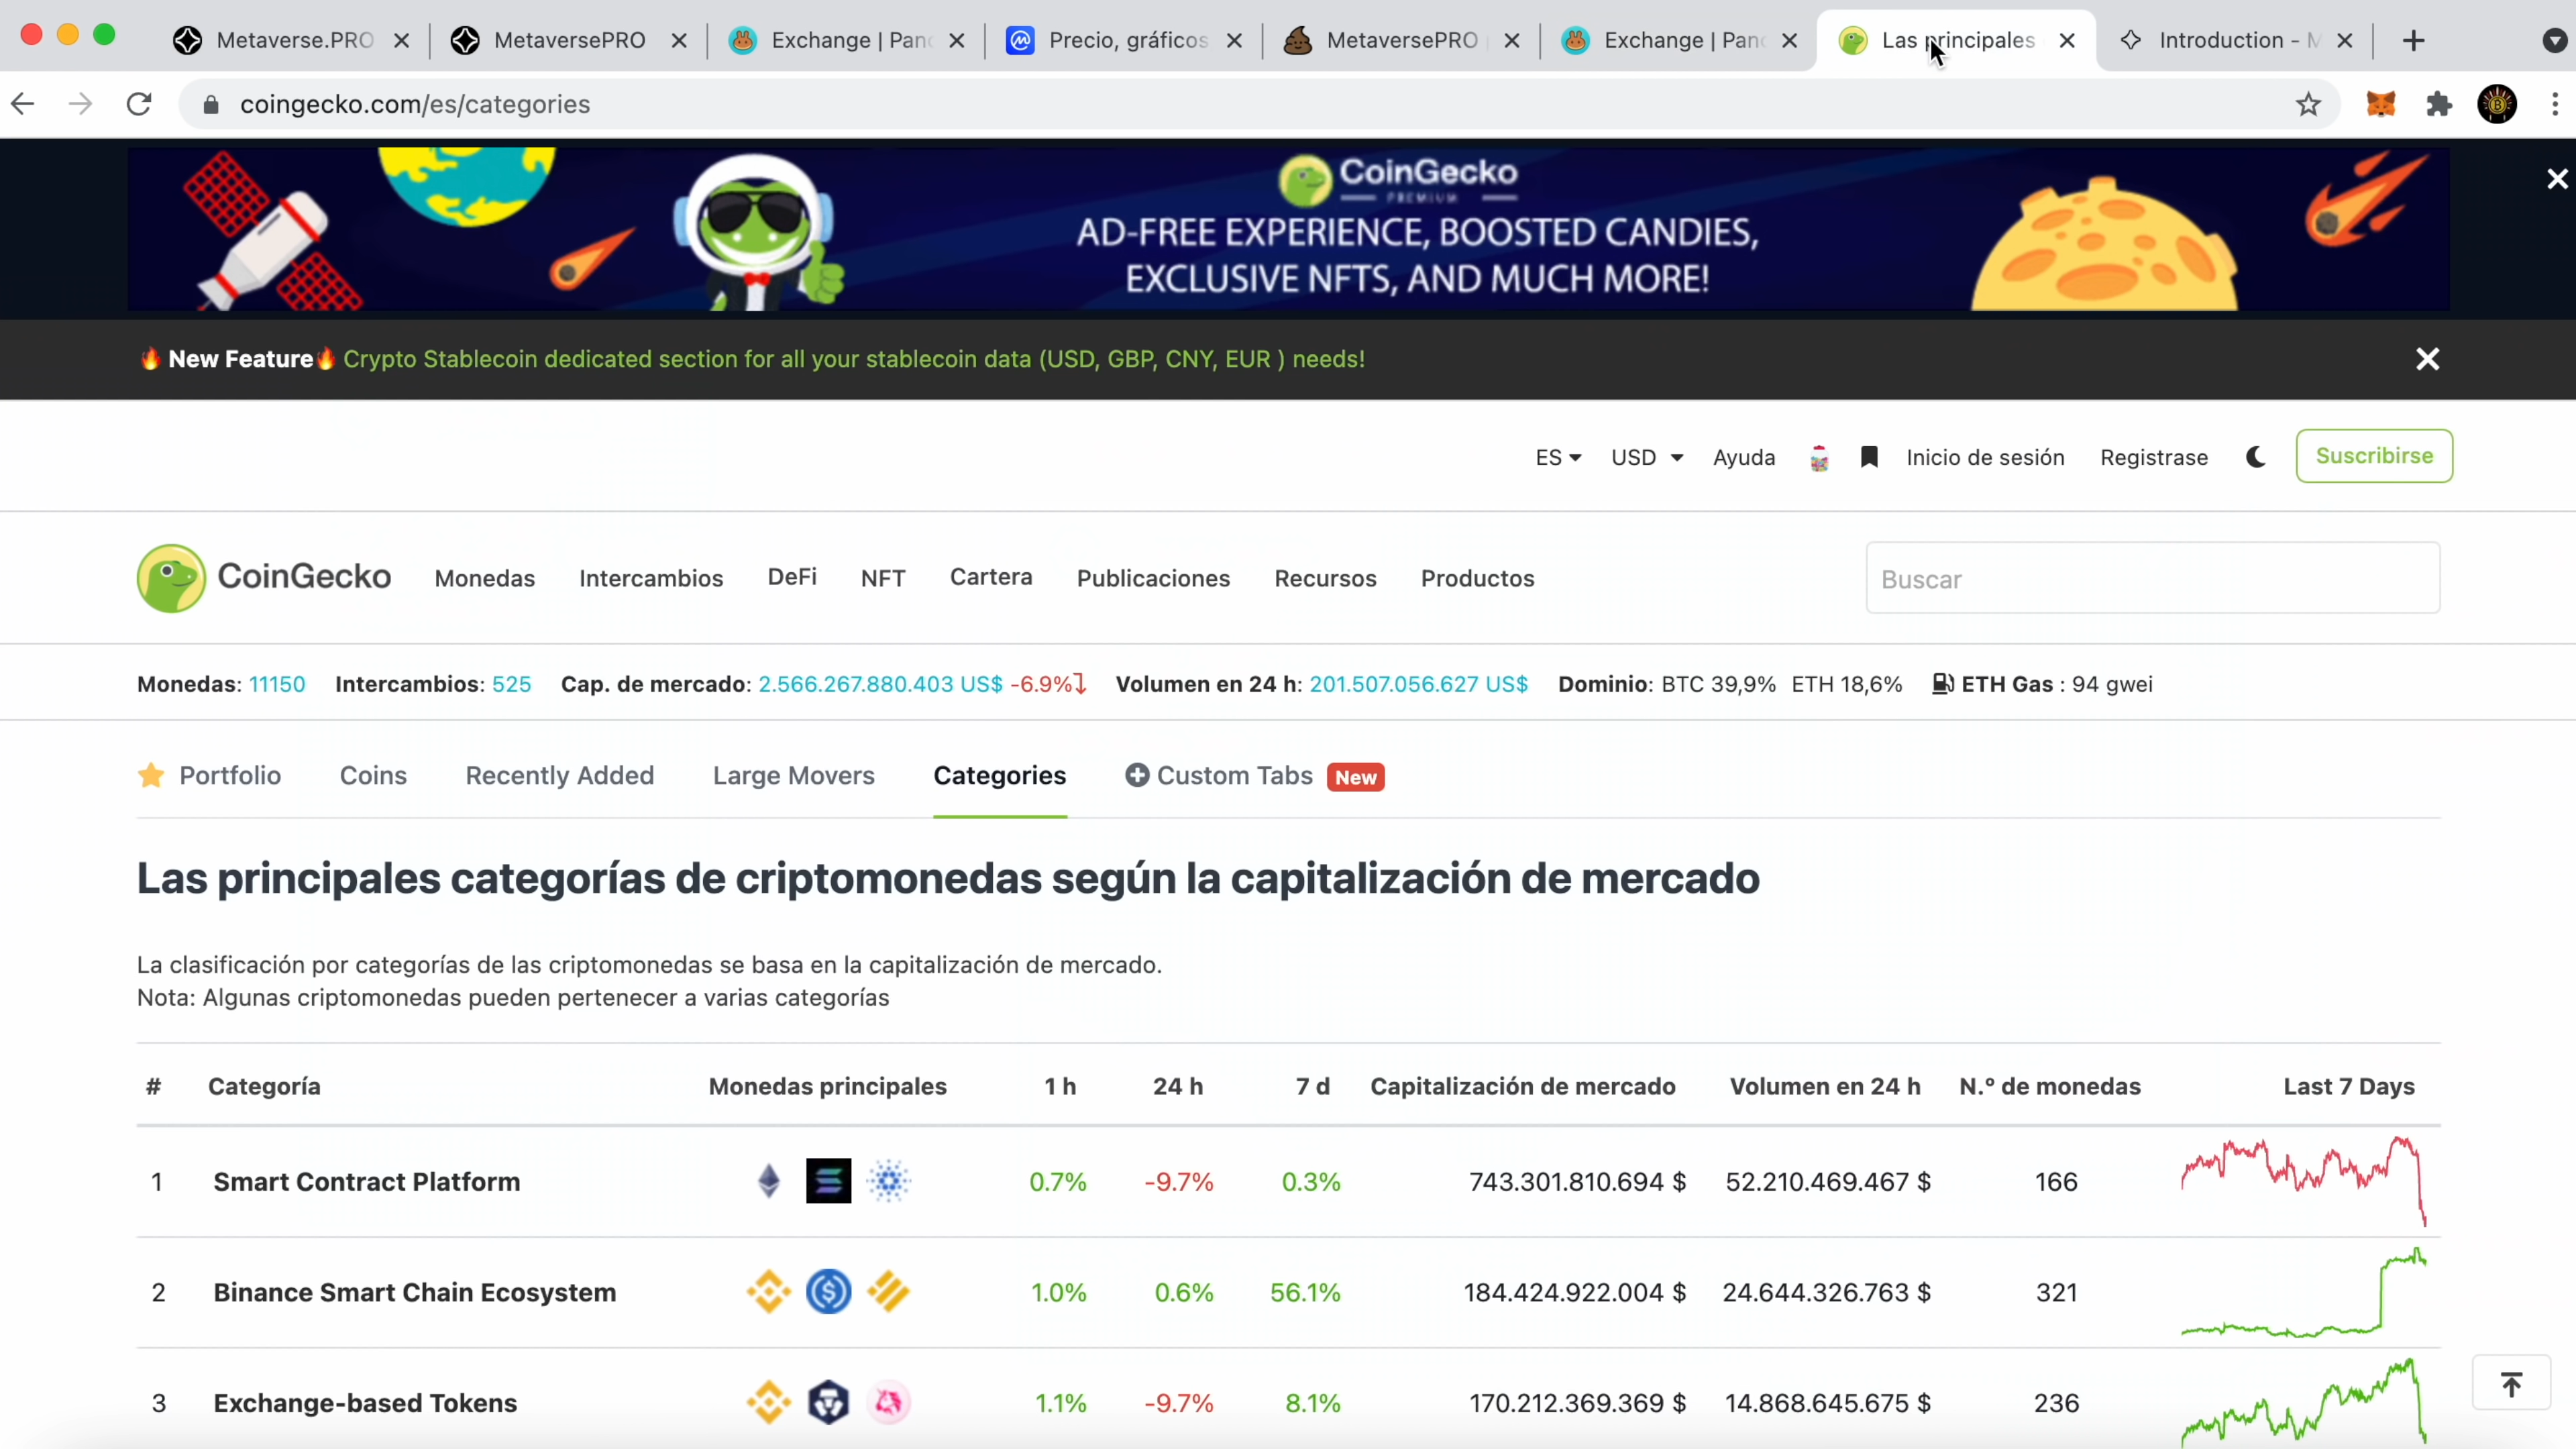 Metaverse.PRO
MetaversePRO
Exchange | Panc
Precio, gráficos
MetaversePRO
Exchange | Panc
Las principales
Introduction - M
coingecko.com/es/categories
CoinGecko
PREMIUM
AD-FREE EXPERIENCE, BOOSTED CANDIES,
EXCLUSIVE NFTS, AND MUCH MORE!
New Feature Crypto Stablecoin dedicated section for all your stablecoin data (USD, GBP, CNY, EUR ) needs!
ES USD Ayuda Inicio de sesión Registrase Suscribirse
CoinGecko Monedas Intercambios DeFi NFT Cartera Publicaciones Recursos Productos Buscar
Monedas: 11150 Intercambios: 525 Cap. de mercado: 2.566.267.880.403 US$ -6.9% Volumen en 24 h: 201.507.056.627 US$ Dominio: BTC 39,9% ETH 18,6% ETH Gas : 94 gwei
Portfolio Coins Recently Added Large Movers Categories Custom Tabs New
Las principales categorías de criptomonedas según la capitalización de mercado
La clasificación por categorías de las criptomonedas se basa en la capitalización de mercado.
Nota: Algunas criptomonedas pueden pertenecer a varias categorías
# Categoría Monedas principales 1 h 24 h 7 d Capitalización de mercado Volumen en 24 h N.º de monedas Last 7 Days
1 Smart Contract Platform 0.7% -9.7% 0.3% 743.301.810.694 $ 52.210.469.467 $ 166
2 Binance Smart Chain Ecosystem 1.0% 0.6% 56.1% 184.424.922.004 $ 24.644.326.763 $ 321
3 Exchange-based Tokens 1.1% -9.7% 8.1% 170.212.369.369 $ 14.868.645.675 $ 236